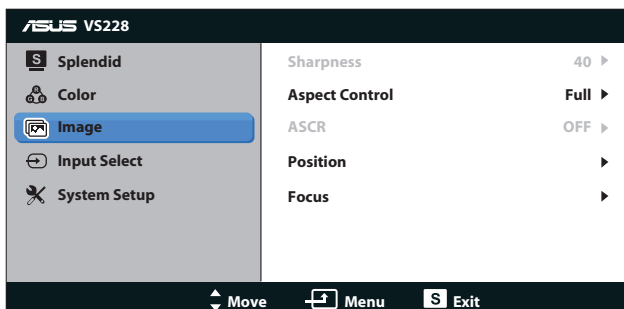 ASUS VS228
S Splendid
Color
Image
Input Select
System Setup
Sharpness 40
Aspect Control Full
ASCR OFF
Position
Focus
Move Menu S Exit